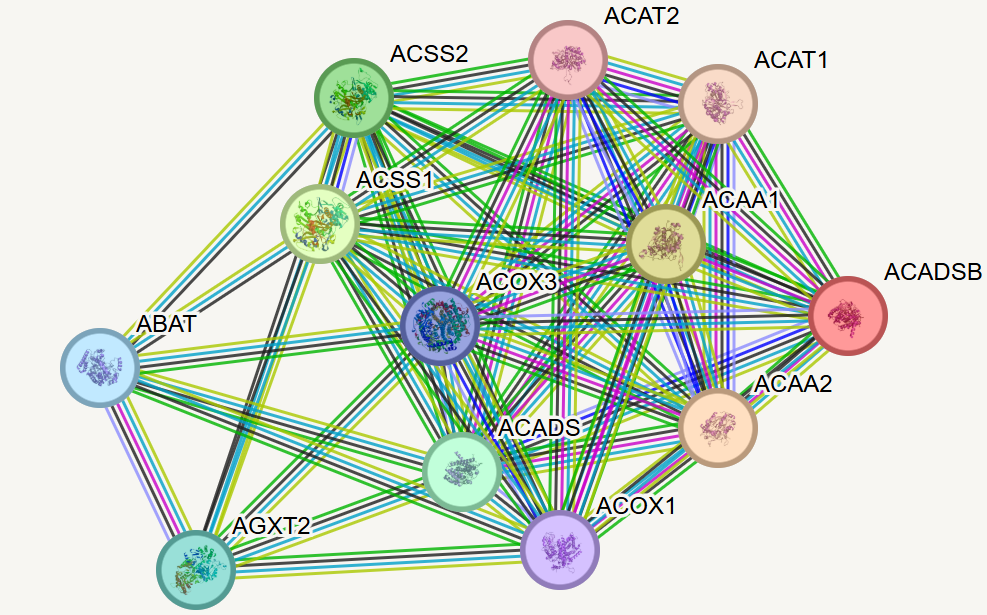 ACAT2
ACSS2
ACAT1
ACSS1
ACAA1
ACADSB
ACOX3
ABAT
ACAA2
ACADS
ACOX1
AGXT2